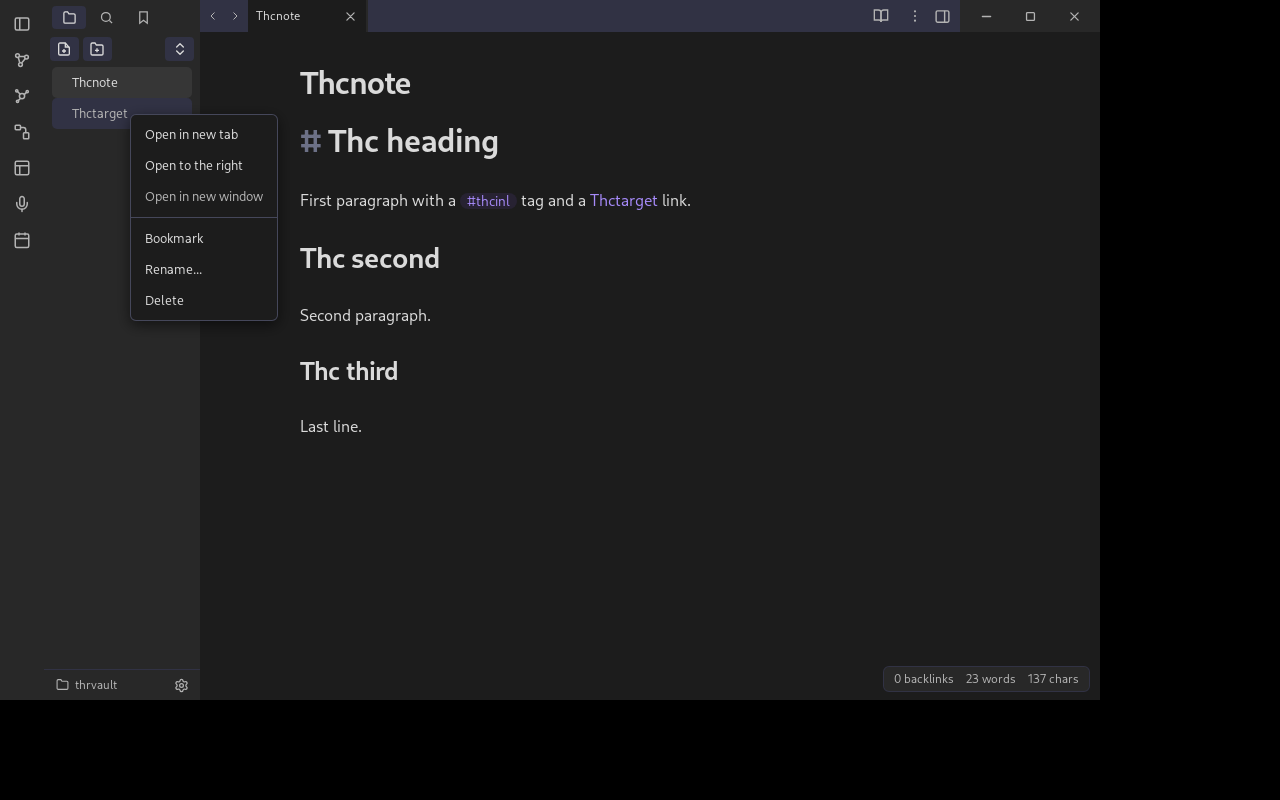 Thcnote
Thcnote
Thctarget
Open in new tab
Open to the right
Open in new window
Bookmark
Rename...
Delete
Thcnote
# Thc heading
First paragraph with a #thcinl tag and a Thctarget link.
Thc second
Second paragraph.
Thc third
Last line.
thrvault
0 backlinks 23 words 137 chars